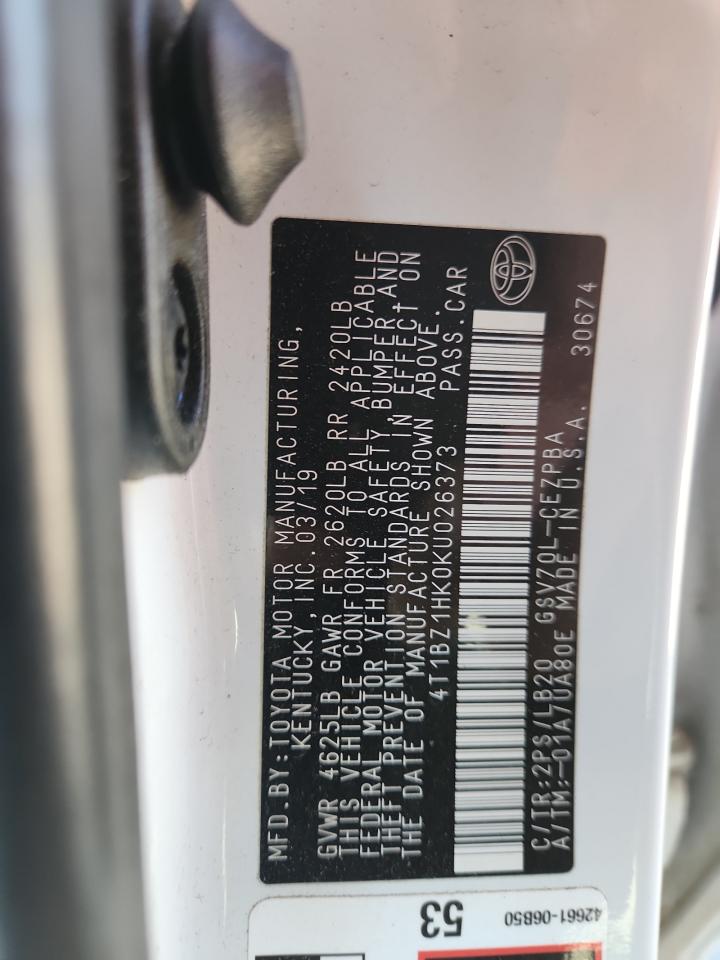 MFD.BY:TOYOTA MOTOR MANUFACTURING,
KENTUCKY, INC.03/19
GVWR 4625LB GAWR FR 2620LB RR 2420LB
THIS VEHICLE CONFORMS TO ALL APPLICABLE
FEDERAL MOTOR VEHICLE SAFETY BUMPER,AND
THEFT PREVENTION STANDARDS IN EFFECT ON
THE DATE OF MANUFACTURE SHOWN ABOVE.
4T1BZ1HK0KU026373 PASS.CAR
C/TR:2PS/LB20 GSV70L-CEZPBA
A/TM:-01A/UA80E MADE IN U.S.A. 30674
53
42661-06B50